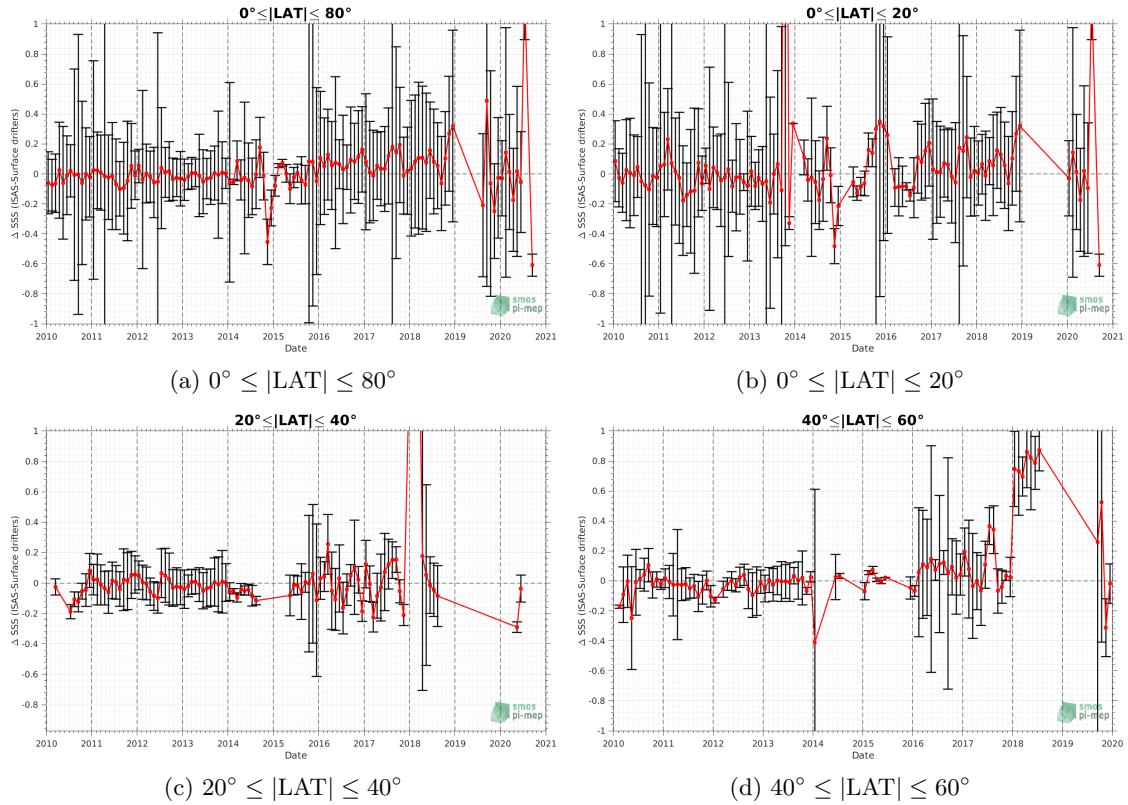 0°≤|LAT|≤ 80°
1
0.8
0.6
0.4
0.2
0
-0.2
-0.4
-0.6
-0.8
-1
Δ SSS (ISAS-Surface drifters)
2010 2011 2012 2013 2014 2015 2016 2017 2018 2019 2020 2021
Date
smos
pi-mep
(a) 0° ≤ |LAT| ≤ 80°
0°≤|LAT|≤ 20°
1
0.8
0.6
0.4
0.2
0
-0.2
-0.4
-0.6
-0.8
-1
Δ SSS (ISAS-Surface drifters)
2010 2011 2012 2013 2014 2015 2016 2017 2018 2019 2020 2021
Date
smos
pi-mep
(b) 0° ≤ |LAT| ≤ 20°
20°≤|LAT|≤ 40°
1
0.8
0.6
0.4
0.2
0
-0.2
-0.4
-0.6
-0.8
Δ SSS (ISAS-Surface drifters)
2010 2011 2012 2013 2014 2015 2016 2017 2018 2019 2020 2021
Date
smos
pi-mep
(c) 20° ≤ |LAT| ≤ 40°
40°≤|LAT|≤ 60°
1
0.8
0.6
0.4
0.2
0
-0.2
-0.4
-0.6
-0.8
-1
Δ SSS (ISAS-Surface drifters)
2010 2011 2012 2013 2014 2015 2016 2017 2018 2019 2020
Date
smos
pi-mep
(d) 40° ≤ |LAT| ≤ 60°